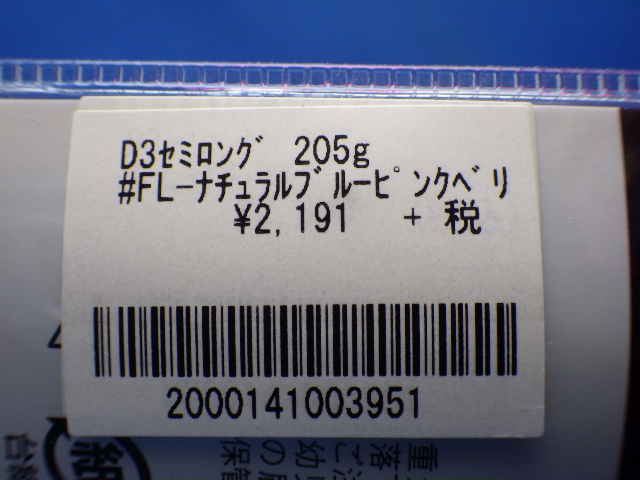 D3ｾﾐﾛﾝｸﾞ 205g
#FL-ﾅﾁｭﾗﾙﾌﾞﾙｰﾋﾟﾝｸﾍﾞﾘ
¥2,191 + 税
2000141003951